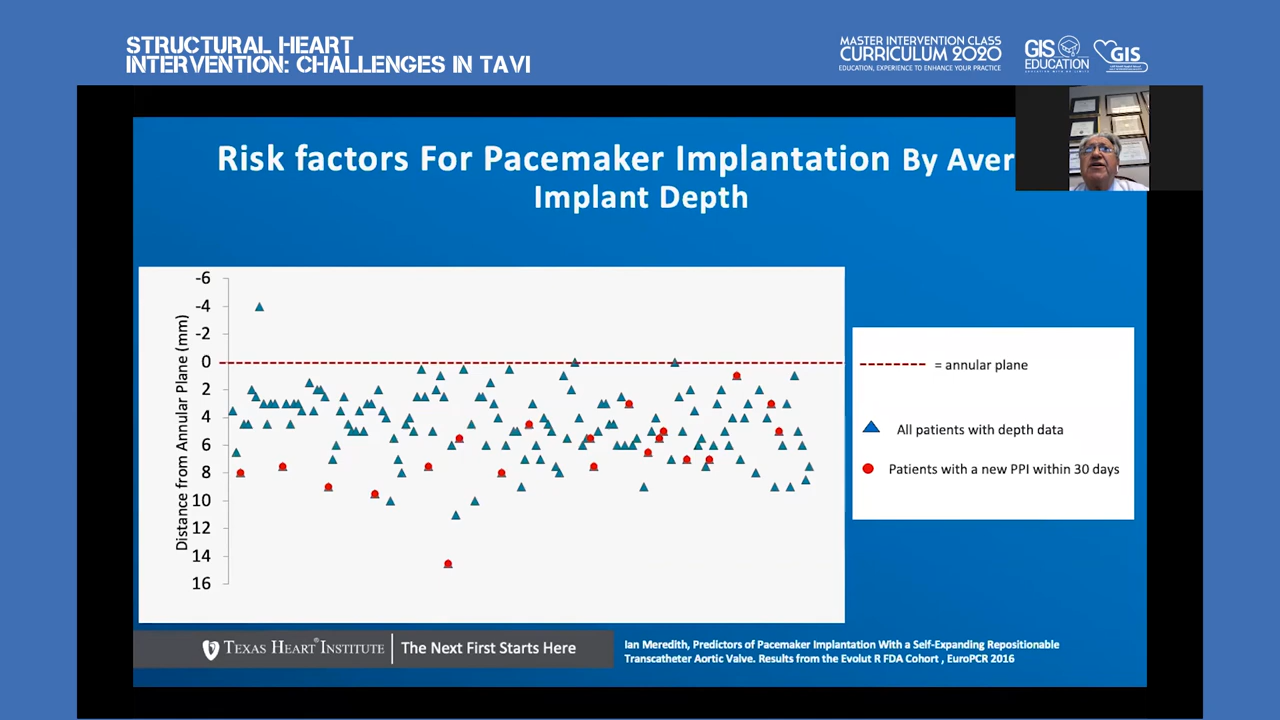 STRUCTURAL HEART
INTERVENTION: CHALLENGES IN TAVI
MASTER INTERVENTION CLASS
CURRICULUM 2020
EDUCATION, EXPERIENCE TO ENHANCE YOUR PRACTICE
GIS
EDUCATION
GIS
Risk factors For Pacemaker Implantation By Aver
Implant Depth
Distance from Annular Plane (mm)
-6
-4
-2
0
2
4
6
8
10
12
14
16
= annular plane
All patients with depth data
Patients with a new PPI within 30 days
TEXAS HEART® INSTITUTE
The Next First Starts Here
Ian Meredith, Predictors of Pacemaker Implantation With a Self-Expanding Repositionable
Transcatheter Aortic Valve. Results from the Evolut R FDA Cohort , EuroPCR 2016